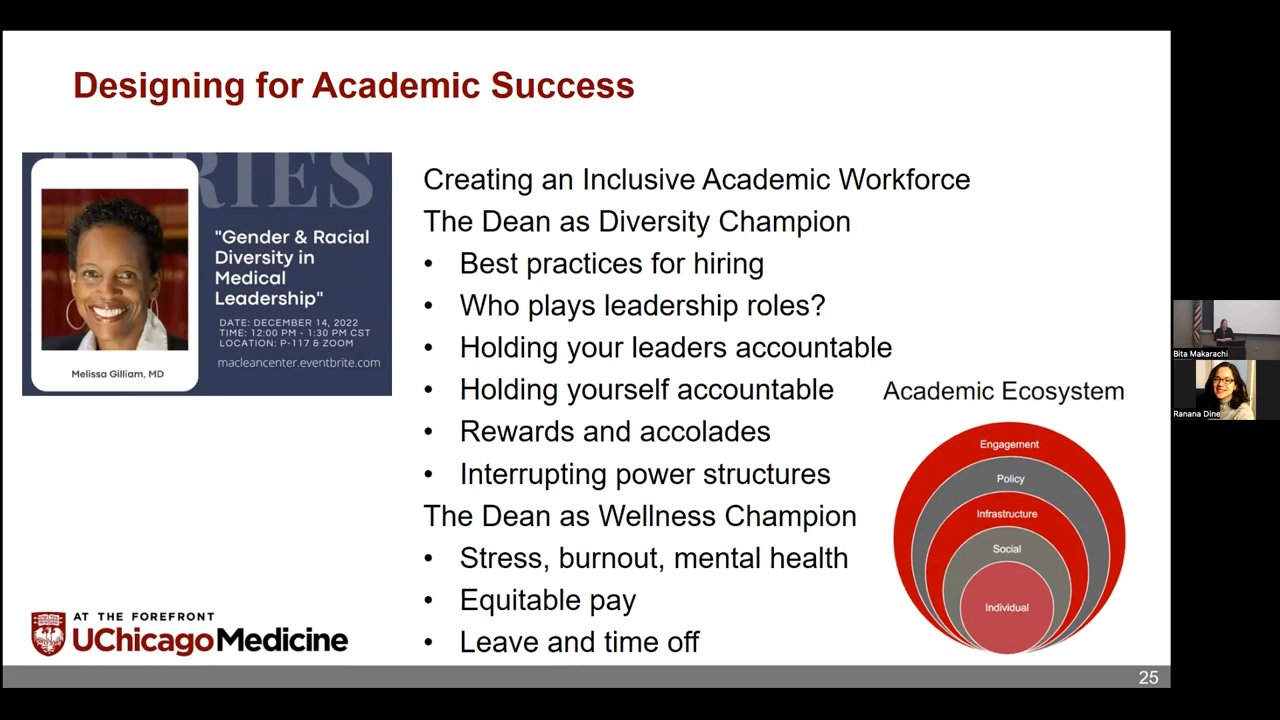 Designing for Academic Success
SERIES
"Gender & Racial
Diversity in
Medical
Leadership"
DATE: DECEMBER 14, 2022
TIME: 12:00 PM - 1:30 PM CST
LOCATION: P-117 & ZOOM
macleancenter.eventbrite.com
Melissa Gilliam, MD
Creating an Inclusive Academic Workforce
The Dean as Diversity Champion
• Best practices for hiring
• Who plays leadership roles?
• Holding your leaders accountable
• Holding yourself accountable
• Rewards and accolades
• Interrupting power structures
The Dean as Wellness Champion
• Stress, burnout, mental health
• Equitable pay
• Leave and time off
Academic Ecosystem
Engagement
Policy
Infrastructure
Social
Individual
AT THE FOREFRONT
UChicago Medicine
25
Bita Makarachi
Ranana Dine